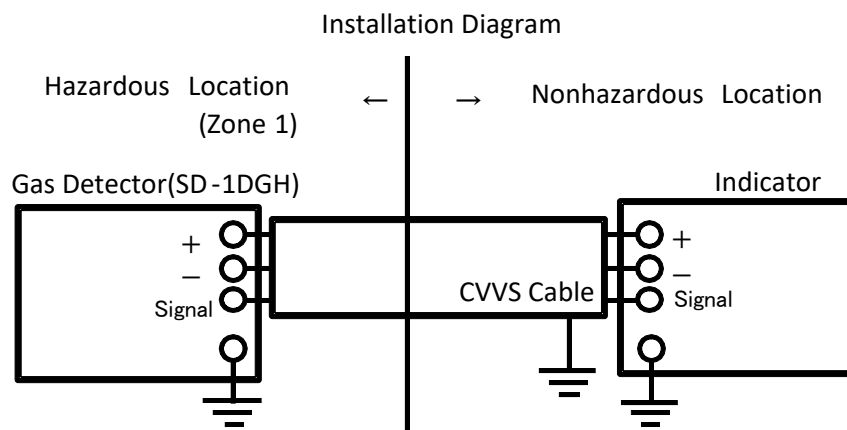 Installation Diagram
Hazardous Location
(Zone 1)
← →
Nonhazardous Location
Gas Detector(SD-1DGH)
Indicator
+
−
Signal
CVVS Cable
+
−
Signal